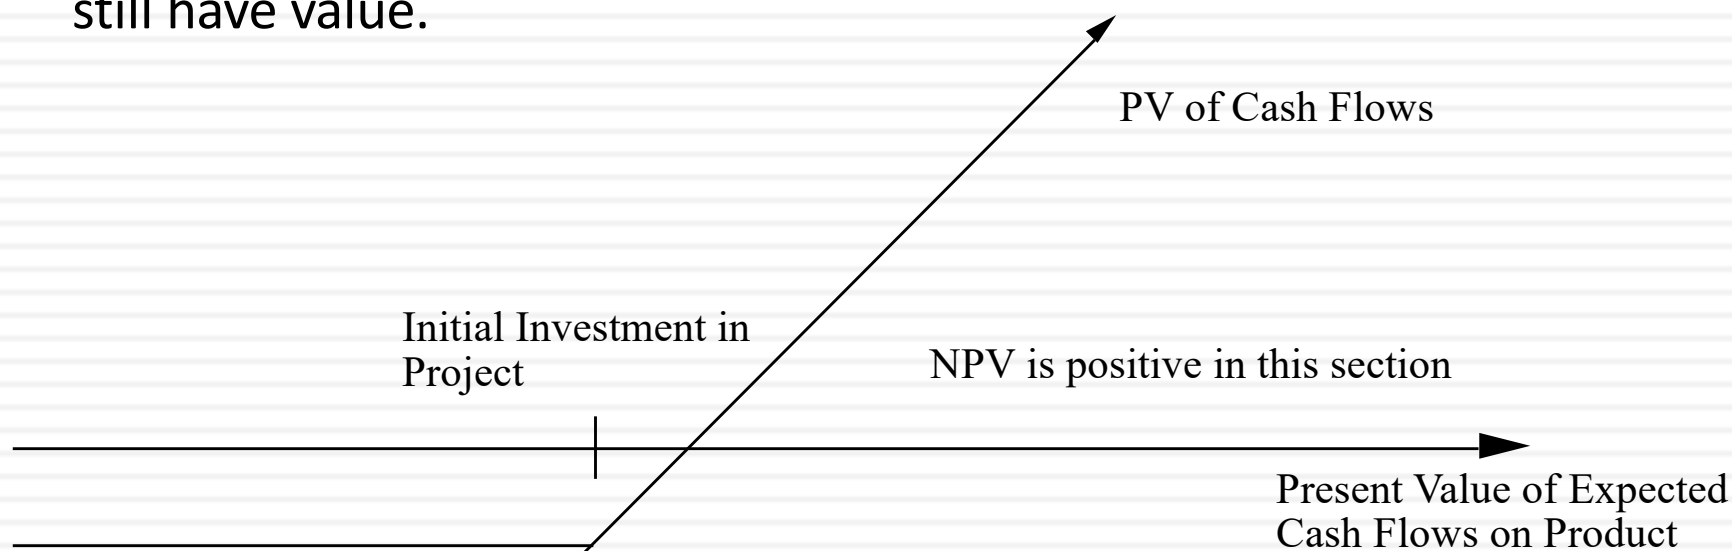 still have value.
PV of Cash Flows
Initial Investment in
Project
NPV is positive in this section
Present Value of Expected
Cash Flows on Product